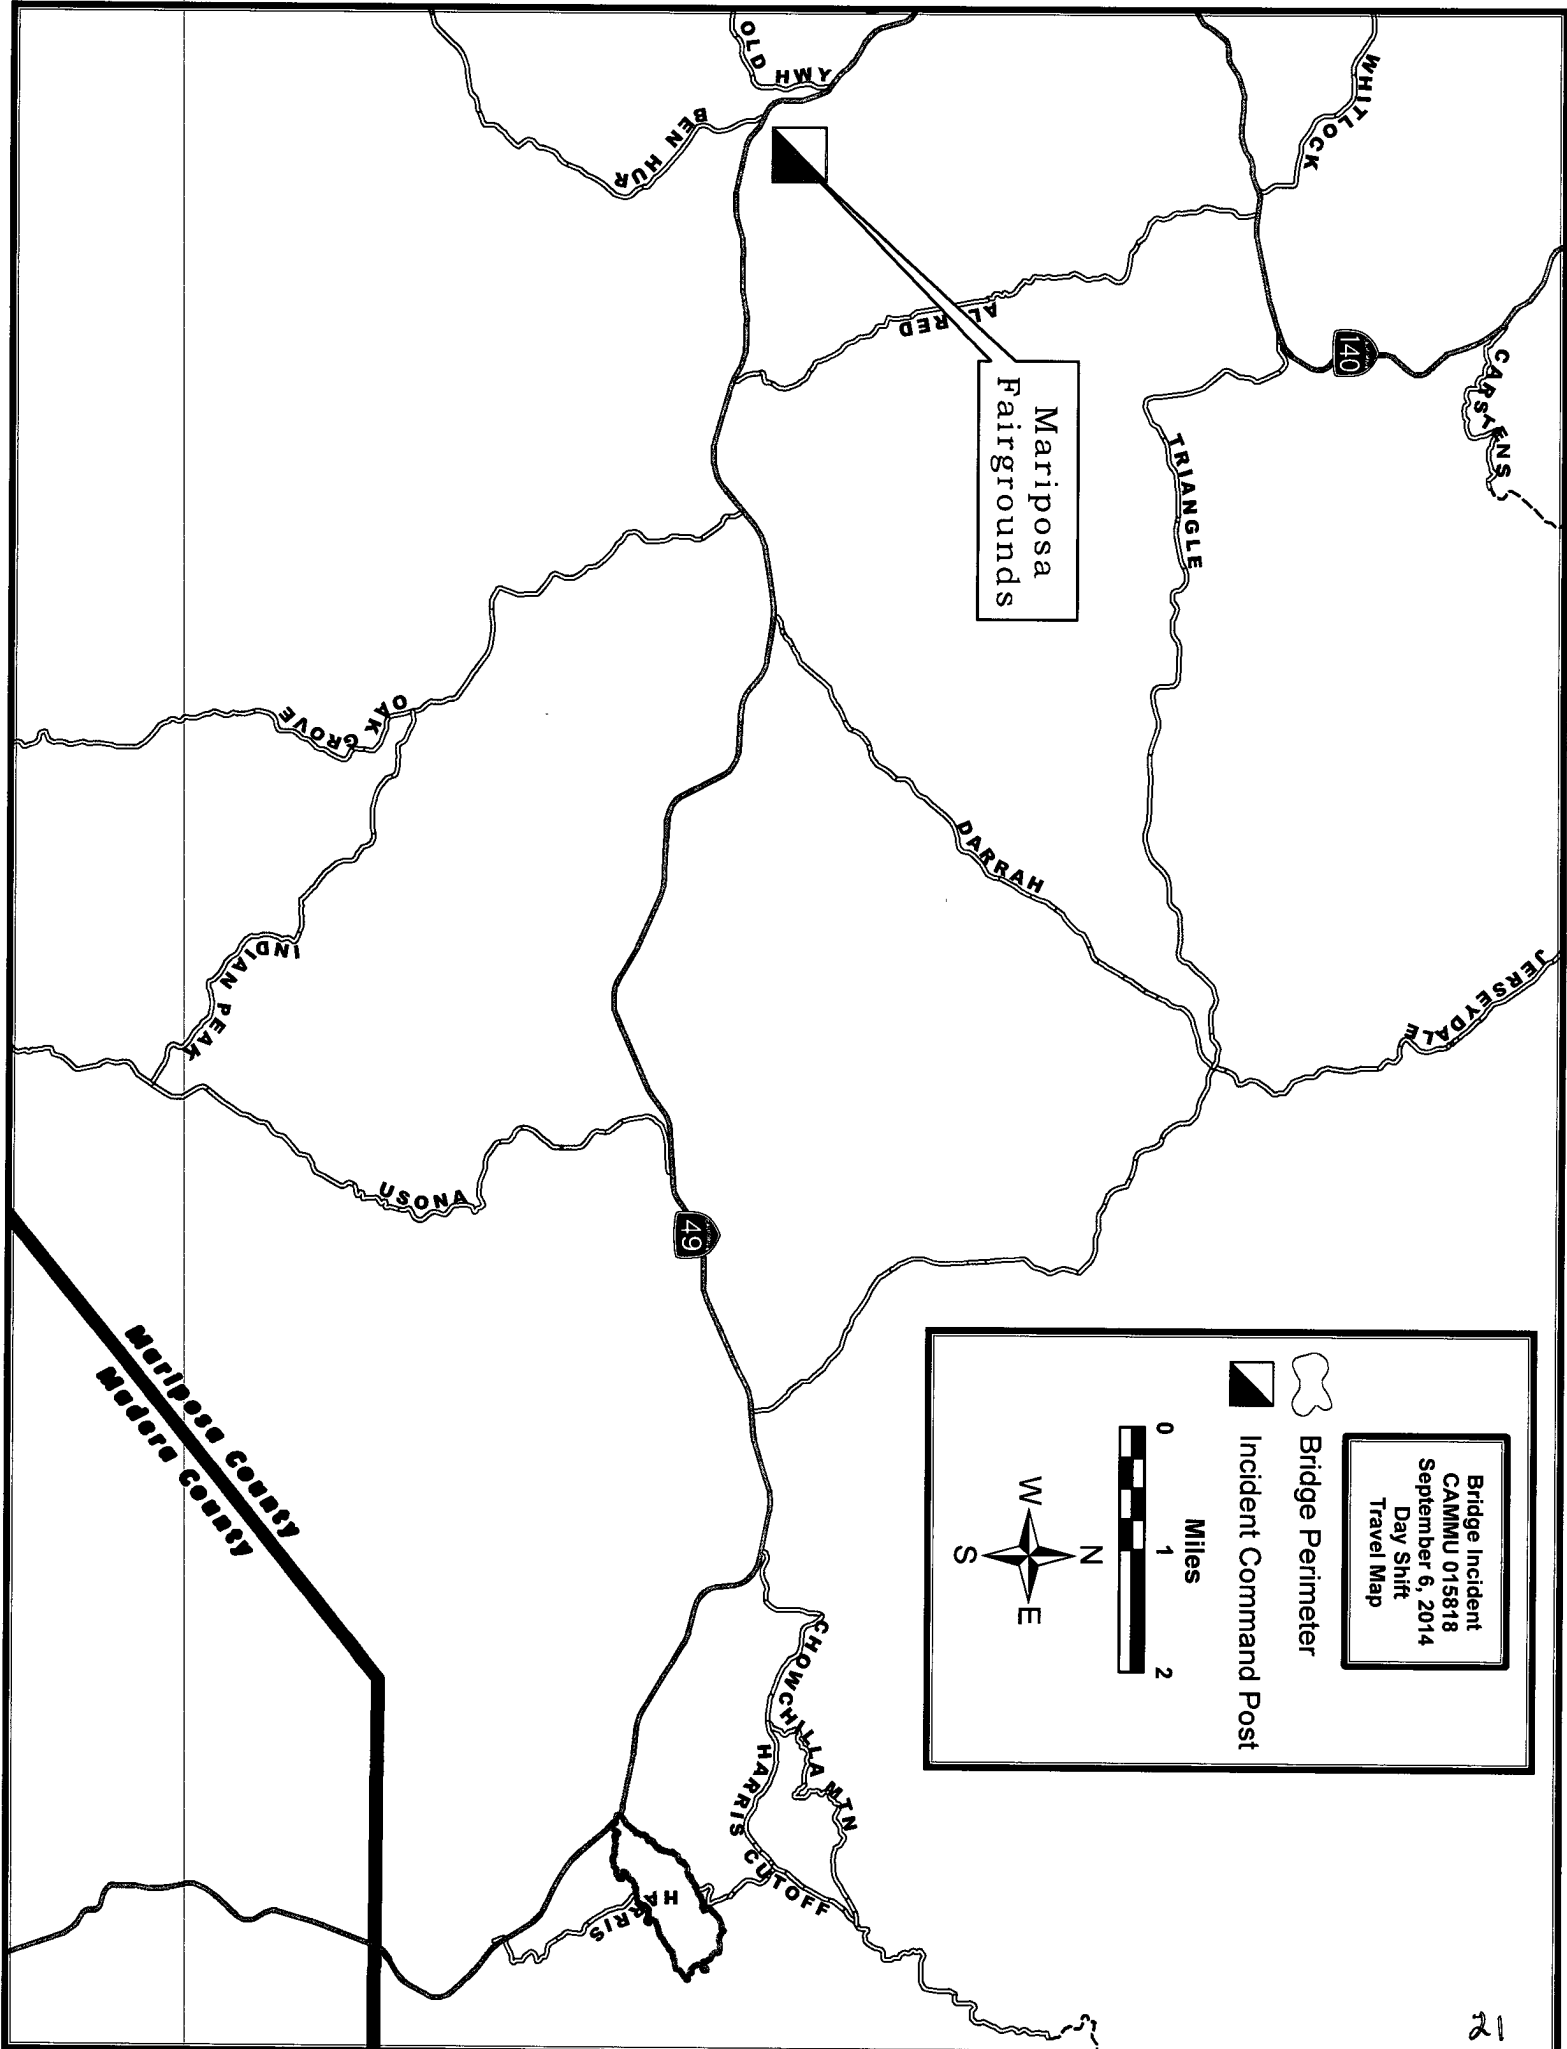 Bridge Incident
CAMMU 015818
September 6, 2014
Day Shift
Travel Map
Bridge Perimeter
Incident Command Post
0 1 2
Miles
N
W E
S
WHITLOCK
CARSTENS
140
JERSEYDALE
TRIANGLE
ALLRED
OLD HWY
BEN HUR
Mariposa
Fairgrounds
DARRAH
OAK GROVE
INDIAN PEAK
USONA
49
CHOWCHILLA MTN
HARRIS CUTOFF
HARRIS
Mariposa County
Madera County
21